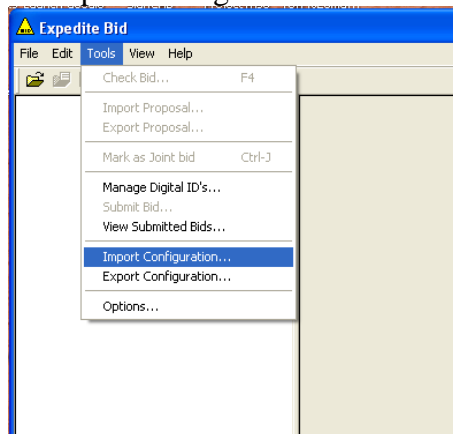 Expedite Bid
File Edit Tools View Help
Check Bid... F4
Import Proposal...
Export Proposal...
Mark as Joint bid Ctrl-J
Manage Digital ID's...
Submit Bid...
View Submitted Bids...
Import Configuration...
Export Configuration...
Options...